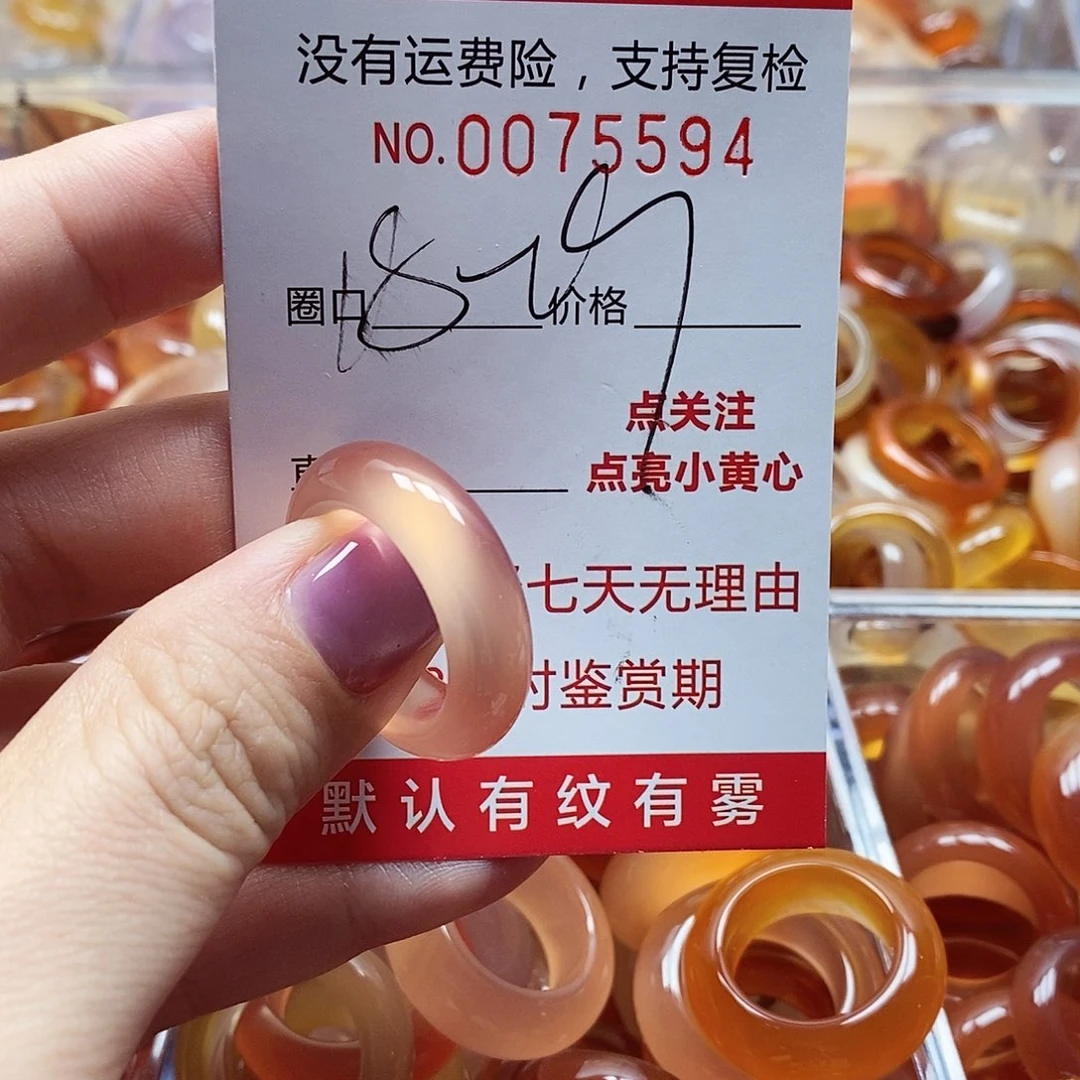 没有运费险，支持复检
NO.0075594
圈口 18 价格
点关注
点亮小黄心
七天无理由
时鉴赏期
默认有纹有雾